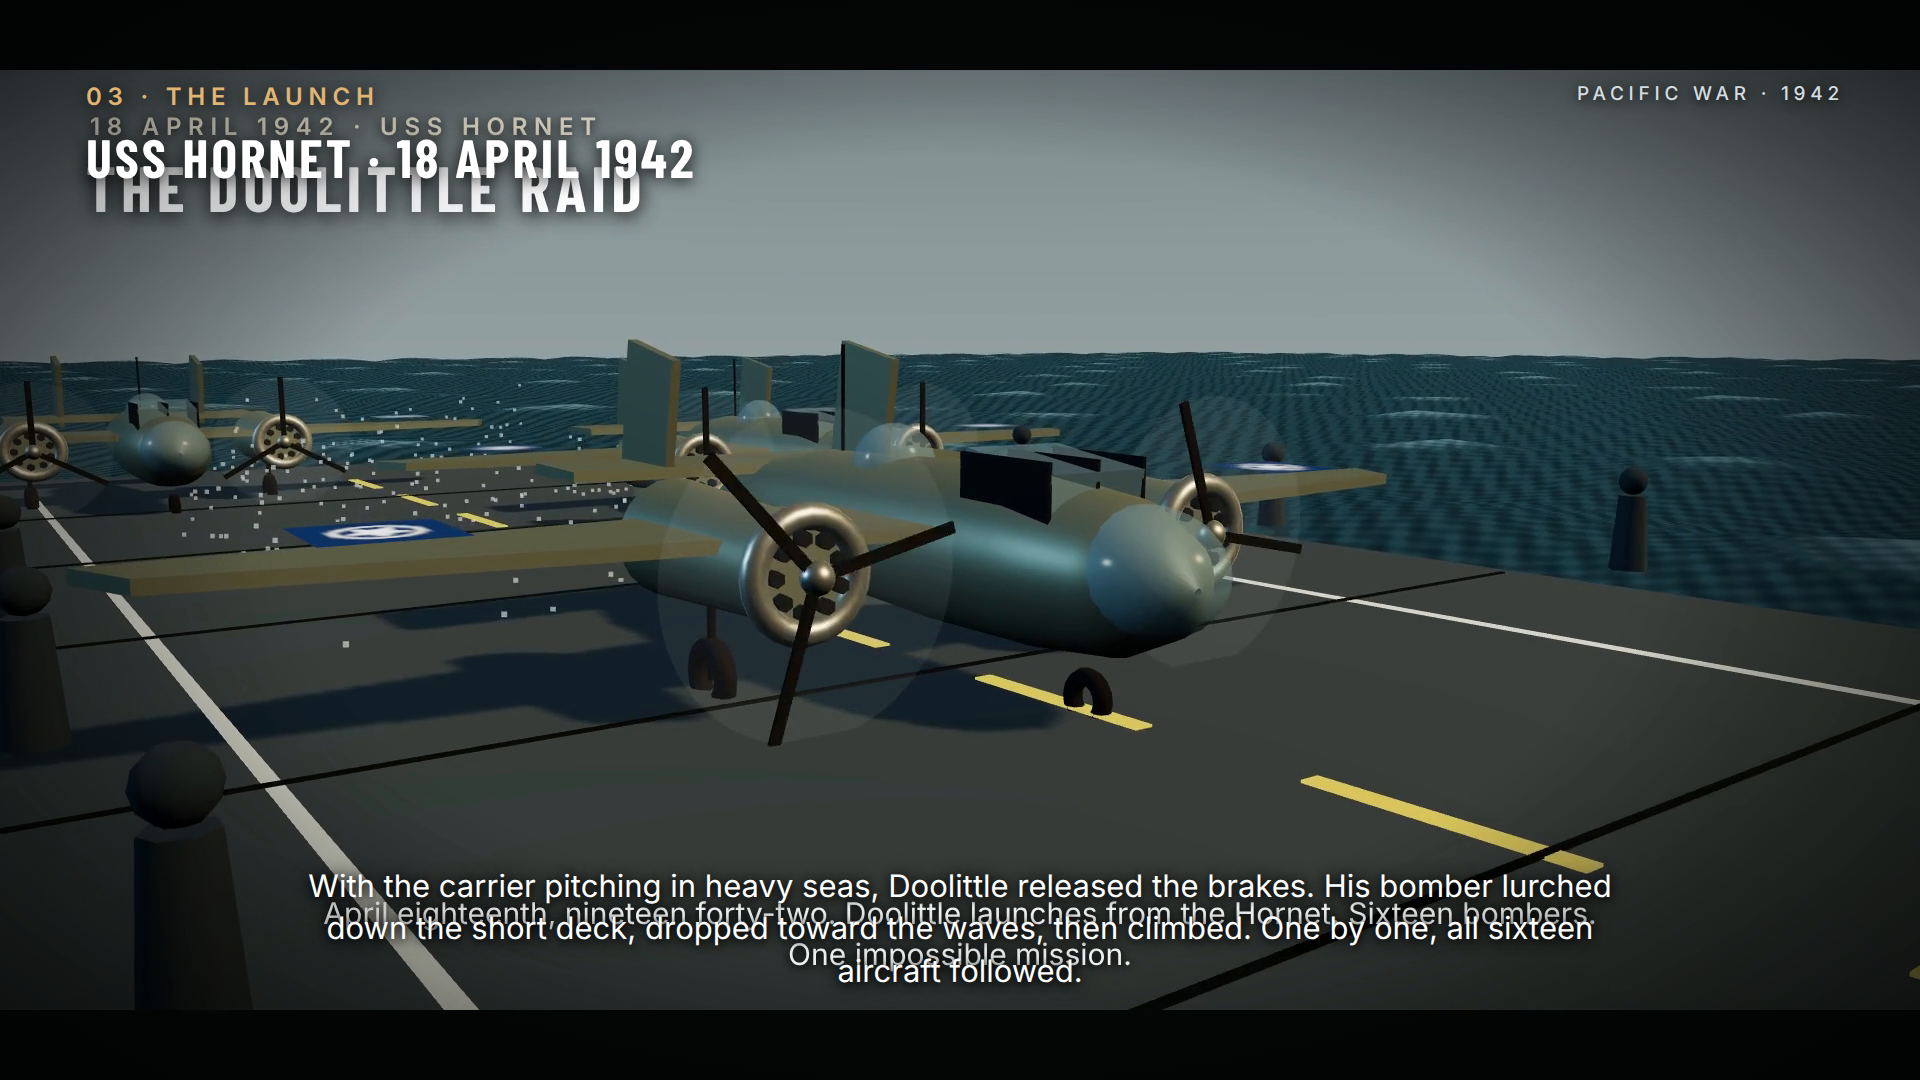 03 · THE LAUNCH
PACIFIC WAR · 1942
18 APRIL 1942 · USS HORNET
USS HORNET · 18 APRIL 1942
THE DOOLITTLE RAID
With the carrier pitching in heavy seas, Doolittle released the brakes. His bomber lurched
April eighteenth, nineteen forty-two. Doolittle launches from the Hornet. Sixteen bombers.
down the short deck, dropped toward the waves, then climbed. One by one, all sixteen
One impossible mission.
aircraft followed.